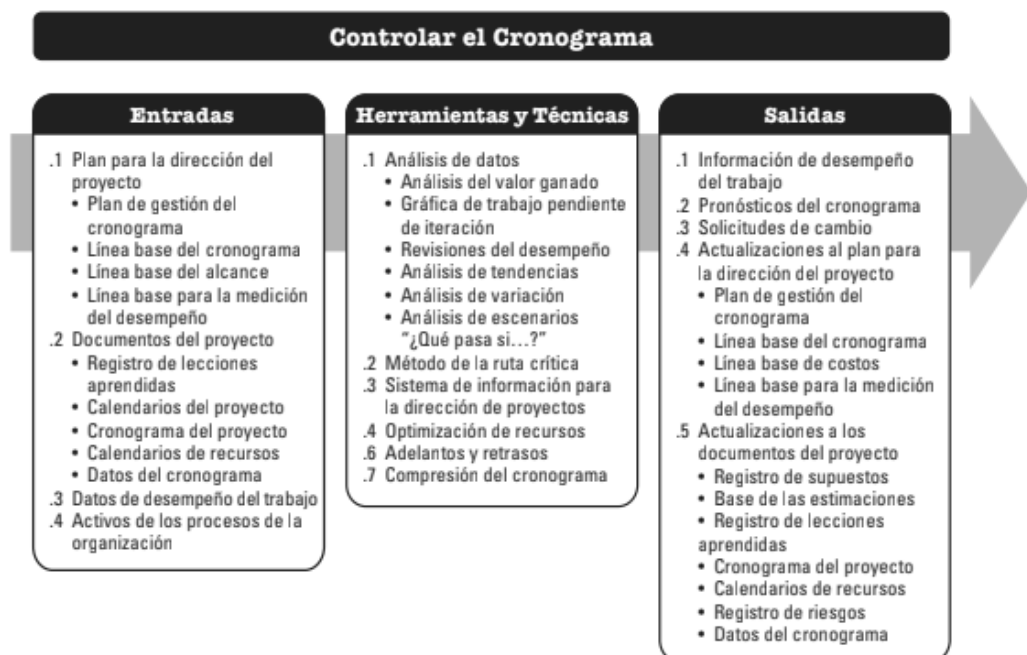 Controlar el Cronograma
Entradas
.1 Plan para la dirección del
proyecto
• Plan de gestión del
cronograma
• Línea base del cronograma
• Línea base del alcance
• Línea base para la medición
del desempeño
.2 Documentos del proyecto
• Registro de lecciones
aprendidas
• Calendarios del proyecto
• Cronograma del proyecto
• Calendarios de recursos
• Datos del cronograma
.3 Datos de desempeño del trabajo
.4 Activos de los procesos de la
organización
Herramientas y Técnicas
.1 Análisis de datos
• Análisis del valor ganado
• Gráfica de trabajo pendiente
de iteración
• Revisiones del desempeño
• Análisis de tendencias
• Análisis de variación
• Análisis de escenarios
“¿Qué pasa si...?”
.2 Método de la ruta crítica
.3 Sistema de información para
la dirección de proyectos
.4 Optimización de recursos
.6 Adelantos y retrasos
.7 Compresión del cronograma
Salidas
.1 Información de desempeño
del trabajo
.2 Pronósticos del cronograma
.3 Solicitudes de cambio
.4 Actualizaciones al plan para
la dirección del proyecto
• Plan de gestión del
cronograma
• Línea base del cronograma
• Línea base de costos
• Línea base para la medición
del desempeño
.5 Actualizaciones a los
documentos del proyecto
• Registro de supuestos
• Base de las estimaciones
• Registro de lecciones
aprendidas
• Cronograma del proyecto
• Calendarios de recursos
• Registro de riesgos
• Datos del cronograma